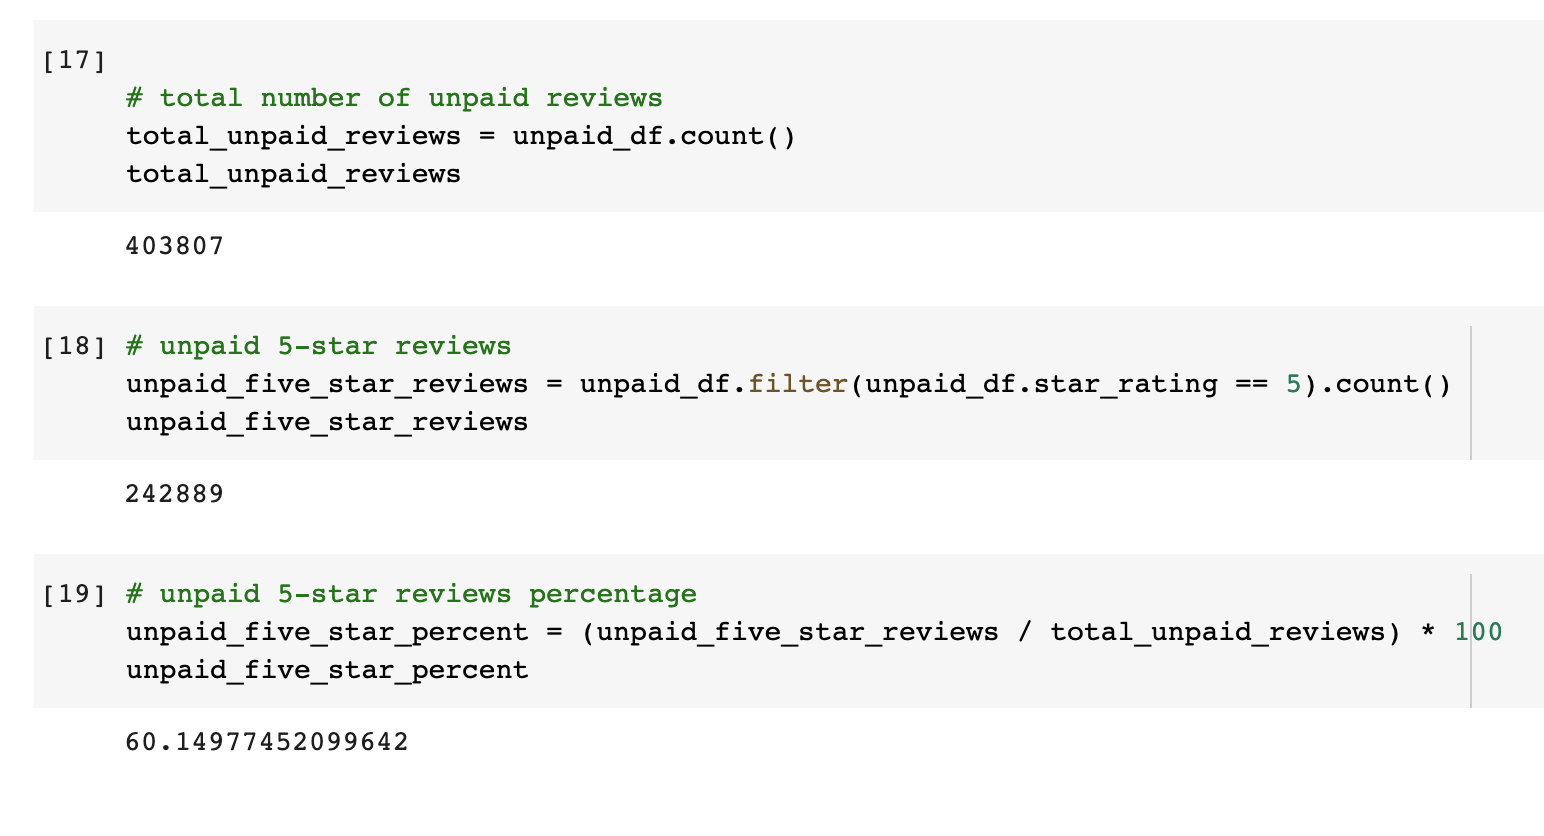 [17]
# total number of unpaid reviews
total_unpaid_reviews = unpaid_df.count()
total_unpaid_reviews
403807
[18] # unpaid 5-star reviews
unpaid_five_star_reviews = unpaid_df.filter(unpaid_df.star_rating == 5).count()
unpaid_five_star_reviews
242889
[19] # unpaid 5-star reviews percentage
unpaid_five_star_percent = (unpaid_five_star_reviews / total_unpaid_reviews) * 100
unpaid_five_star_percent
60.14977452099642